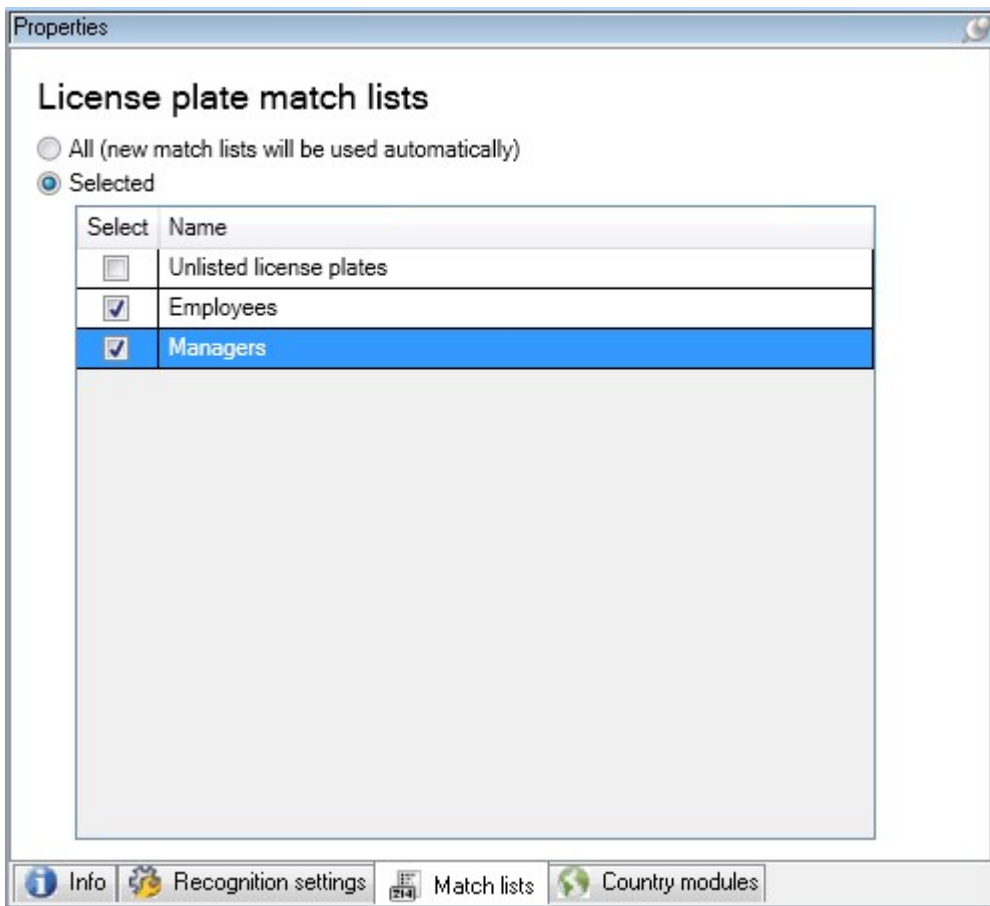 Properties
License plate match lists
All (new match lists will be used automatically)
Selected
Select Name
Unlisted license plates
Employees
Managers
Info Recognition settings Match lists Country modules